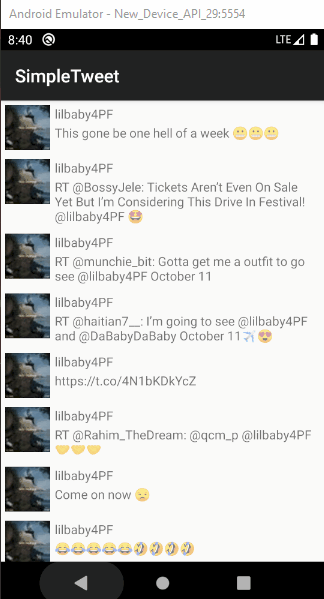 Android Emulator - New_Device_API_29:5554
8:40 LTE
SimpleTweet
lilbaby4PF
This gone be one hell of a week 😬😬😬
lilbaby4PF
RT @BossyJele: Tickets Aren't Even On Sale
Yet But I'm Considering This Drive In Festival!
@lilbaby4PF 🤩
lilbaby4PF
RT @munchie_bit: Gotta get me a outfit to go
see @lilbaby4PF October 11
lilbaby4PF
RT @haitian7__: I'm going to see @lilbaby4PF
and @DaBabyDaBaby October 11✈️😍
lilbaby4PF
https://t.co/4N1bKDkYcZ
lilbaby4PF
RT @Rahim_TheDream: @qcm_p @lilbaby4PF
💛💛💛
lilbaby4PF
Come on now 😞
lilbaby4PF
😂😂😂😂😂🤣🤣🤣🤣